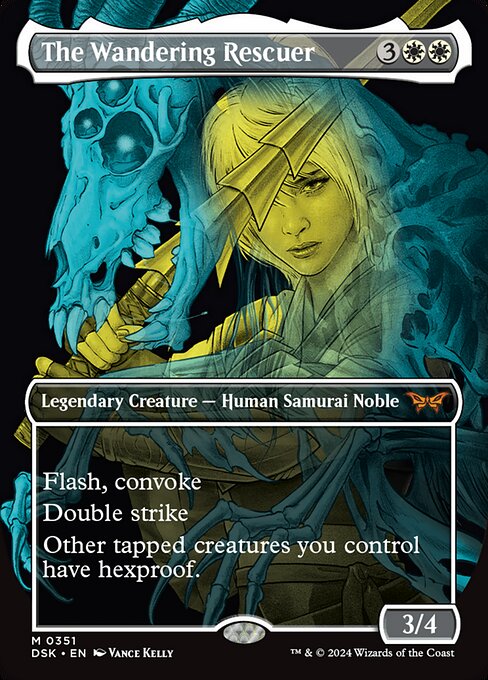 The Wandering Rescuer 3
Legendary Creature — Human Samurai Noble
Flash, convoke
Double strike
Other tapped creatures you control
have hexproof.
3/4
M 0351
DSK • EN VANCE KELLY
™ & © 2024 Wizards of the Coast